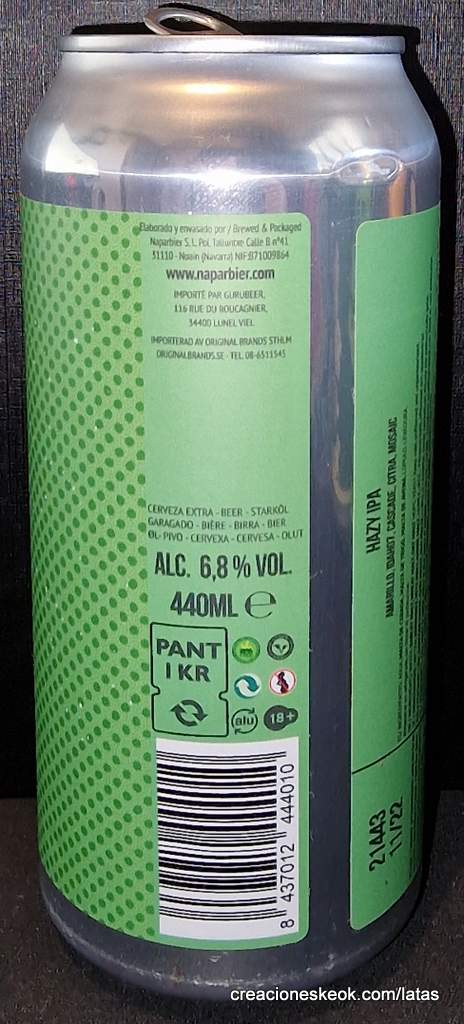 Elaborado y envasado por / Brewed & Packaged
Naparbier S.L. Pol. Talluntxe Calle B nº41
31110 - Noain (Navarra) NIF:B71009864
www.naparbier.com
IMPORTÉ PAR GURUBEER,
116 RUE DU ROUCAGNIER,
34400 LUNEL VIEL
IMPORTERAD AV ORIGINAL BRANDS STHLM
ORIGINALBRANDS.SE - TEL. 08-6511545
CERVEZA EXTRA - BEER - STARKÖL
GARAGADO - BIÈRE - BIRRA - BIER
ØL- PIVO - CERVEXA - CERVESA - OLUT
ALC. 6,8 % VOL.
440ML e
PANT
1 KR
alu
18+
8 437012 444010
HAZY IPA
AMARILLO, IDAHO7, CASCADE, CITRA, MOSAIC
21443
11/22
creacioneskeok.com/latas